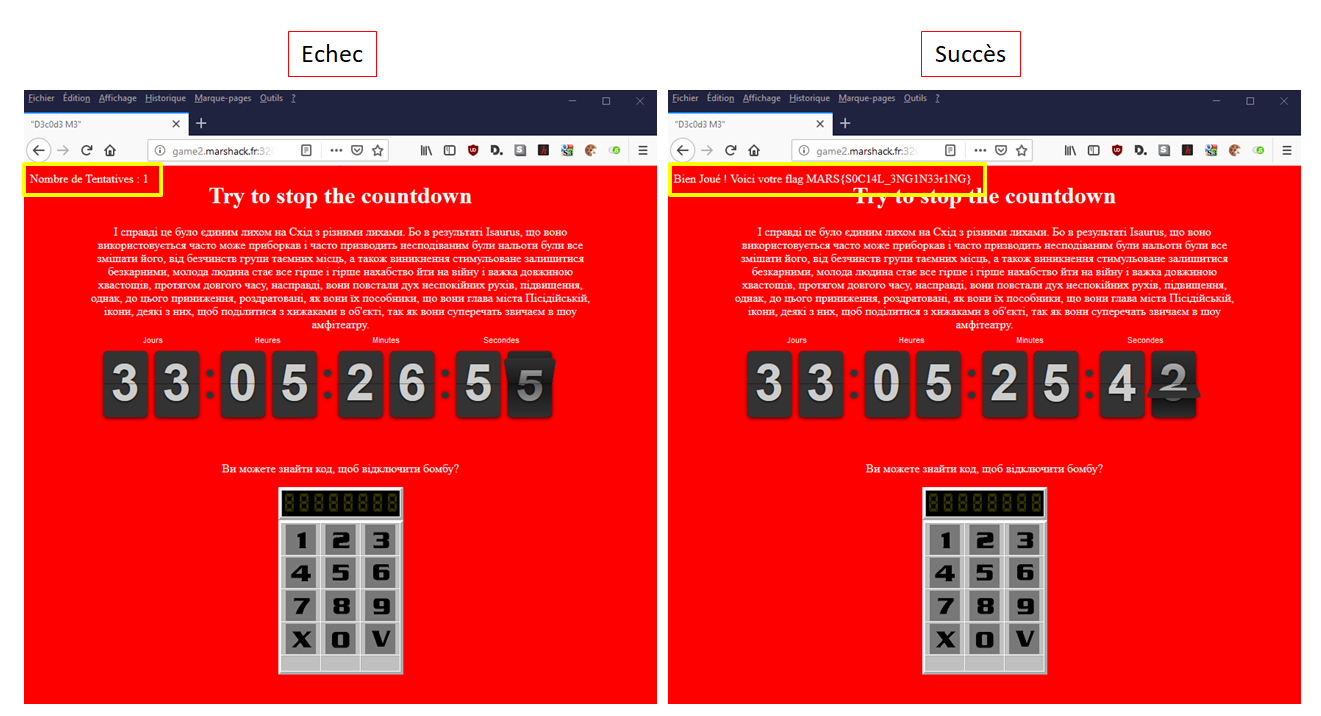 Echec
Succès
Fichier Édition Affichage Historique Marque-pages Outils ?
"D3c0d3 M3"
game2.marshack.fr:32
Nombre de Tentatives : 1
Try to stop the countdown
І справді це було єдиним лихом на Схід з різними лихами. Бо в результаті Isaurus, що воно
використовується часто може приборкав і часто призводить несподіваним були нальоти були все
змішати його, від безчинств групи таємних місць, а також виникнення стимульоване залишитися
безкарними, молода людина стає все гірше і гірше нахабство йти на війну і важка довжиною
хвастощів, протягом довгого часу, насправді, вони повстали дух неспокійних рухів, підвищення,
однак, до цього приниження, роздратовані, як вони їх пособники, що вони глава міста Пісідійській,
ікони, деякі з них, щоб поділитися з хижаками в об'єкті, так як вони суперечать звичаєм в шоу
амфітеатру.
Jours Heures Minutes Secondes
33:05:26:55
Ви можете знайти код, щоб відключити бомбу?
1 2 3
4 5 6
7 8 9
X 0 V
Fichier Édition Affichage Historique Marque-pages Outils ?
"D3c0d3 M3"
game2.marshack.fr:32
Bien Joué ! Voici votre flag MARS{S0C14L_3NG1N33r1NG}
Try to stop the countdown
І справді це було єдиним лихом на Схід з різними лихами. Бо в результаті Isaurus, що воно
використовується часто може приборкав і часто призводить несподіваним були нальоти були все
змішати його, від безчинств групи таємних місць, а також виникнення стимульоване залишитися
безкарними, молода людина стає все гірше і гірше нахабство йти на війну і важка довжиною
хвастощів, протягом довгого часу, насправді, вони повстали дух неспокійних рухів, підвищення,
однак, до цього приниження, роздратовані, як вони їх пособники, що вони глава міста Пісідійській,
ікони, деякі з них, щоб поділитися з хижаками в об'єкті, так як вони суперечать звичаєм в шоу
амфітеатру.
Jours Heures Minutes Secondes
33:05:25:42
Ви можете знайти код, щоб відключити бомбу?
1 2 3
4 5 6
7 8 9
X 0 V